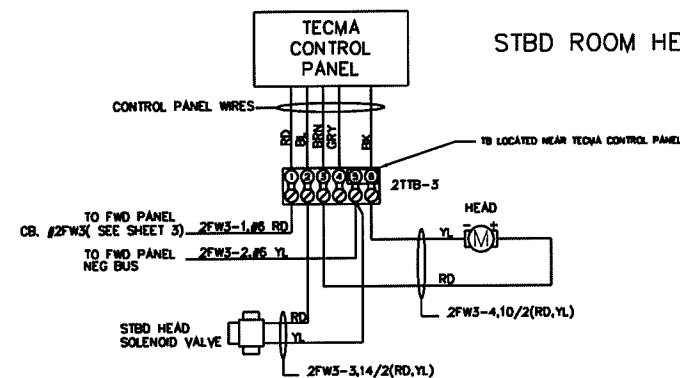 TECMA
CONTROL
PANEL
STBD ROOM HE
CONTROL PANEL WIRES
RD
BL
BRN
GRY
BK
TB LOCATED NEAR TECMA CONTROL PANEL
1 2 3 4 5 6
2TTB-3
TO FWD PANEL
CB. #2FW3( SEE SHEET 3)
2FW3-1,#6 RD
TO FWD PANEL
NEG BUS
2FW3-2,#6 YL
HEAD
- +
M
YL
RD
2FW3-4,10/2(RD,YL)
STBD HEAD
SOLENOID VALVE
RD
YL
2FW3-3,14/2(RD,YL)